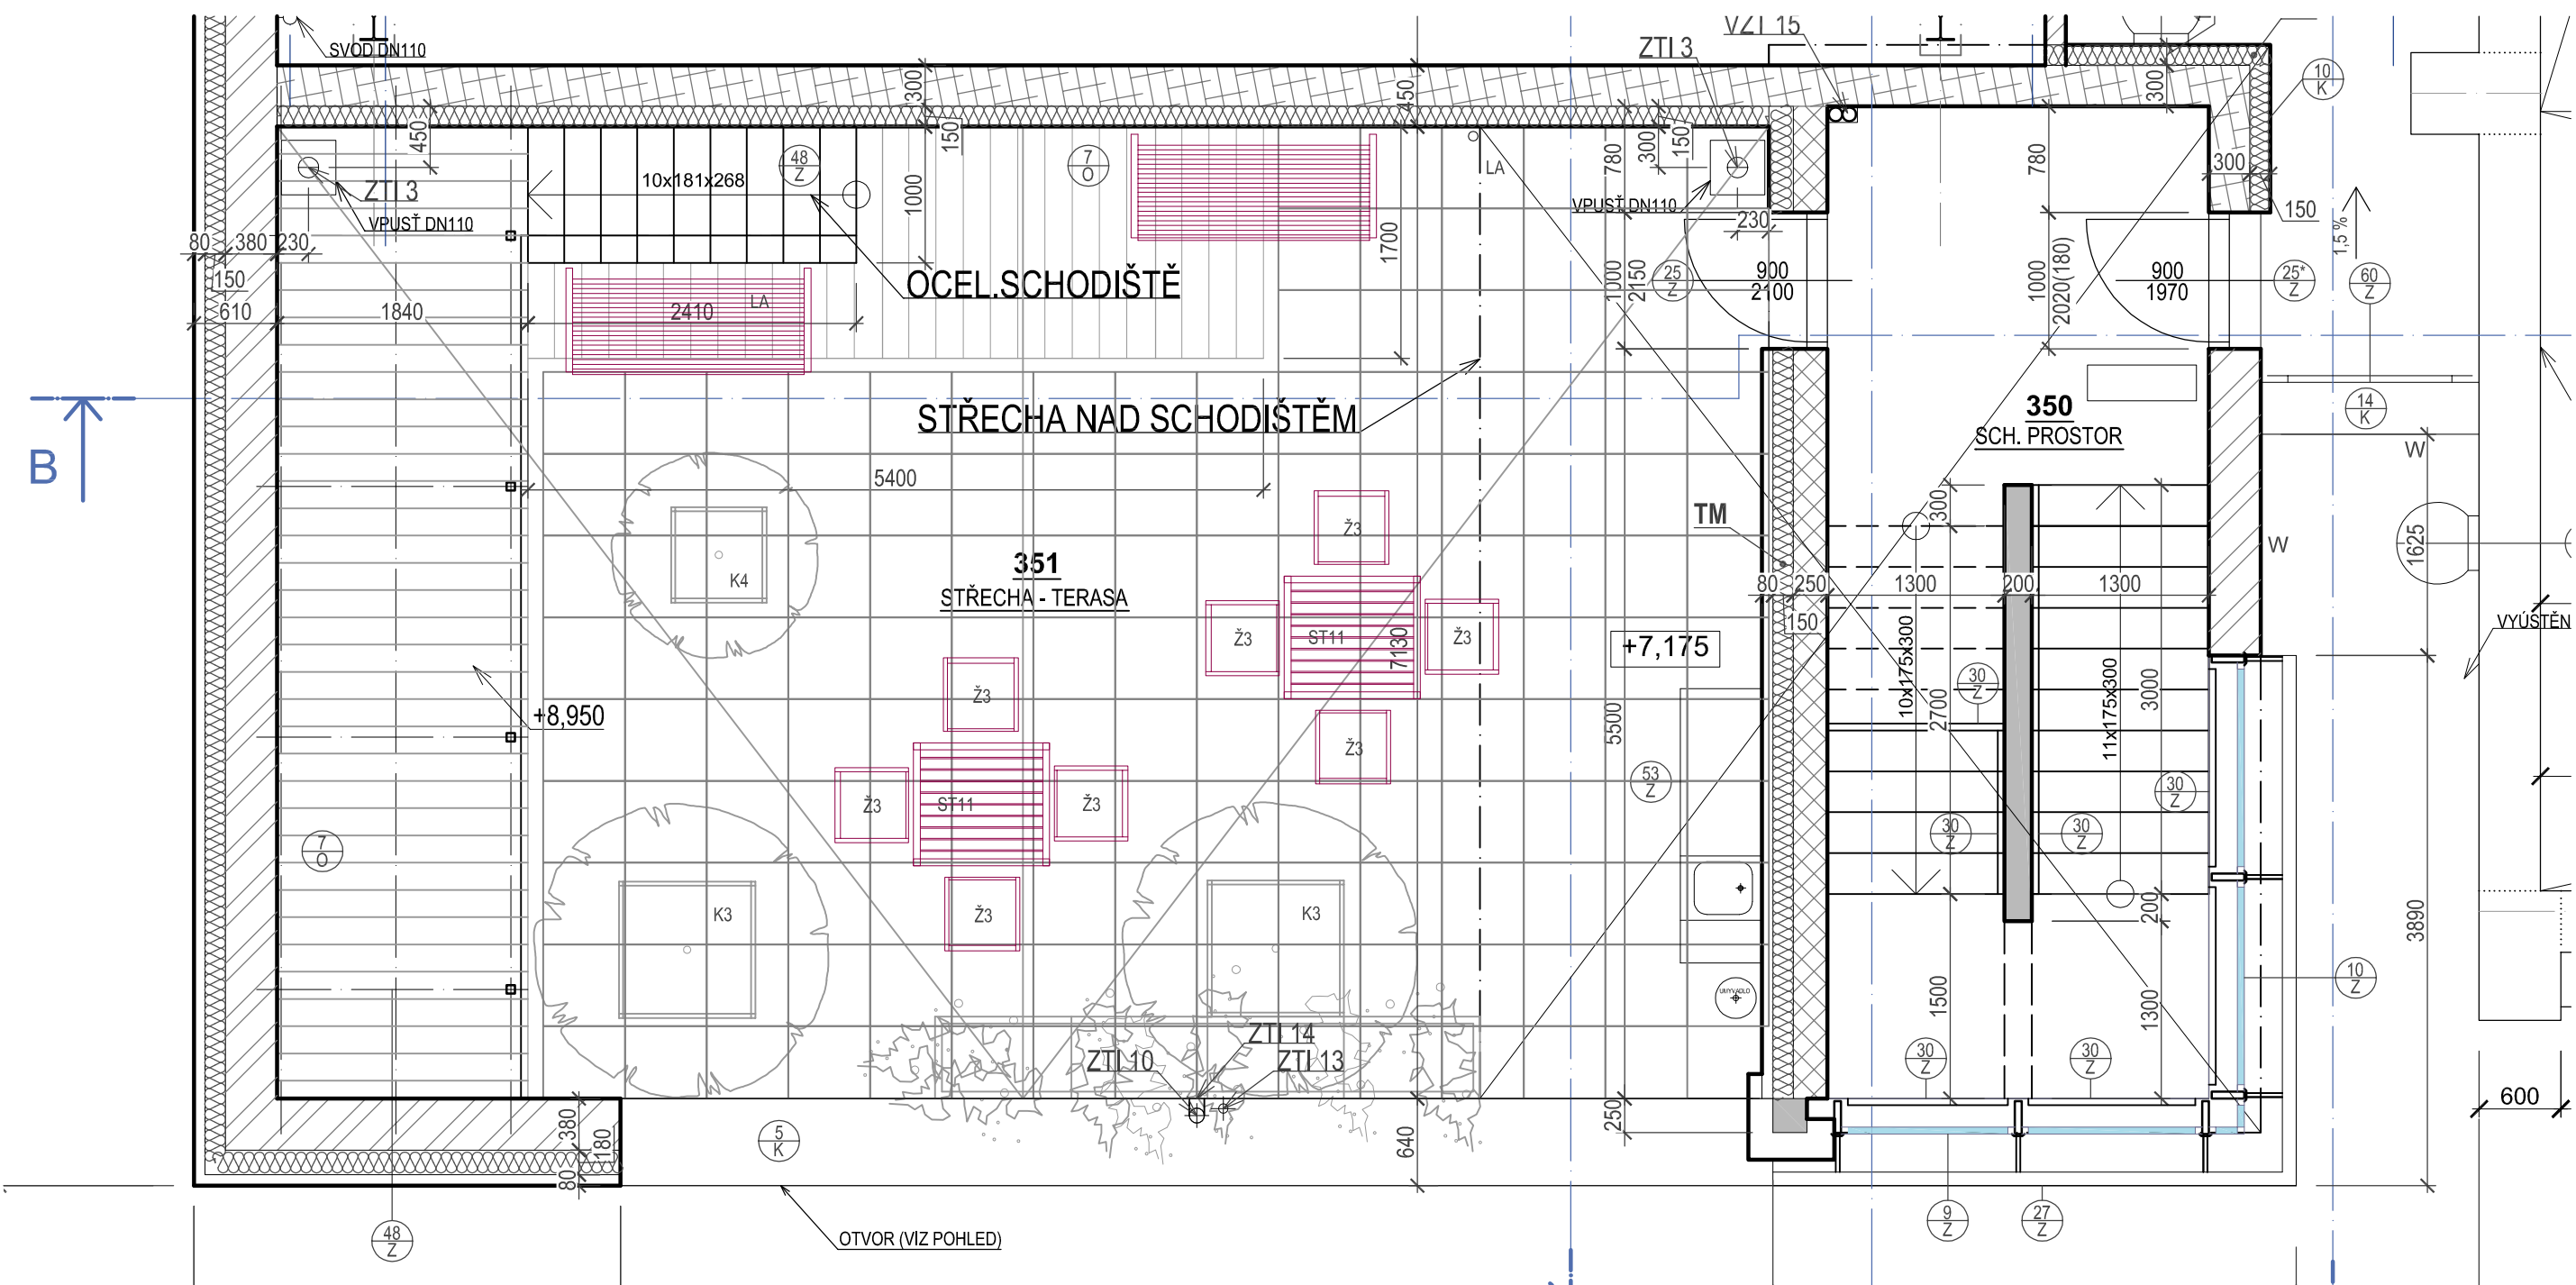 SVOD DN110
VZT 15
ZTI 3
10
K
300
450
300
450
150
300
150
780
780
300
150
1,5 %
ZTI 3
VPUSŤ DN110
10x181x268
48
Z
1000
7
O
LA
VPUSŤ DN110
230
1700
80
380
230
150
610
1840
2410
LA
OCEL.SCHODIŠTĚ
1000
2150
25
Z
900
2100
1000
2020(180)
900
1970
25*
Z
60
Z
B
STŘECHA NAD SCHODIŠTĚM
350
SCH. PROSTOR
14
K
W
5400
TM
300
1625
W
K4
351
STŘECHA - TERASA
Ž3
Ž3
ST11
Ž3
7130
Ž3
+7,175
80
250
150
1300
200
1300
VYÚSTĚN
10x175x300
2700
30
Z
11x175x300
3000
+8,950
Ž3
Ž3
ST11
Ž3
Ž3
5500
53
Z
30
Z
30
Z
30
Z
7
O
K3
K3
200
3890
10
Z
UMYVADLO
1500
1300
ZTI 14
ZTI 10
ZTI 13
30
Z
30
Z
600
380
180
80
5
K
640
250
48
Z
OTVOR (VIZ POHLED)
9
Z
27
Z